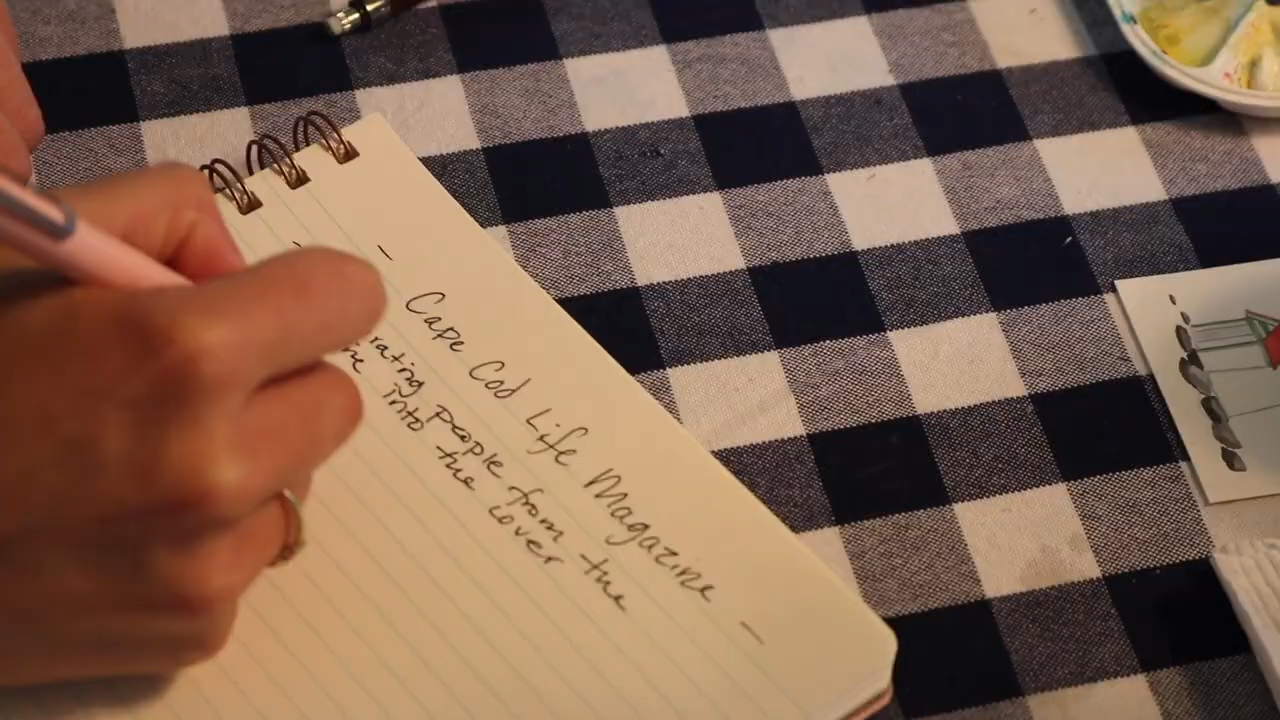 - Cape Cod Life Magazine -
rating people from the
into the cover